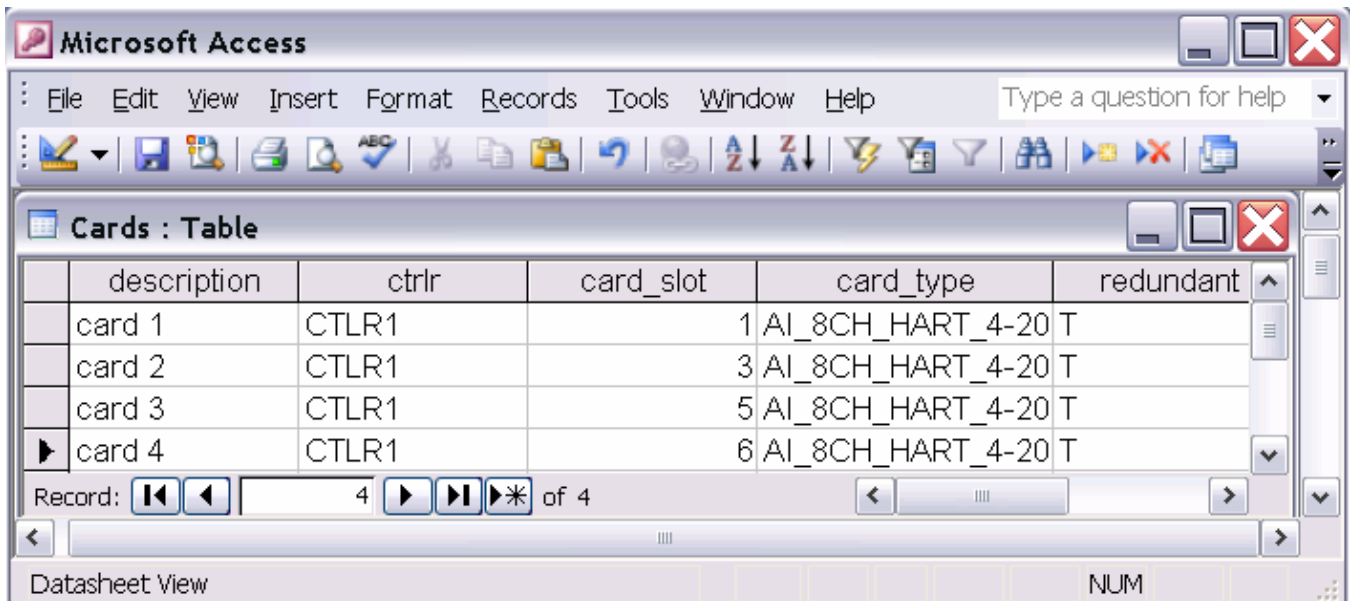 Microsoft Access
File Edit View Insert Format Records Tools Window Help Type a question for help
ABC A Z Z A
Cards : Table
description ctrlr card_slot card_type redundant
card 1 CTLR1 1 AI_8CH_HART_4-20 T
card 2 CTLR1 3 AI_8CH_HART_4-20 T
card 3 CTLR1 5 AI_8CH_HART_4-20 T
card 4 CTLR1 6 AI_8CH_HART_4-20 T
Record: 4 of 4
Datasheet View NUM